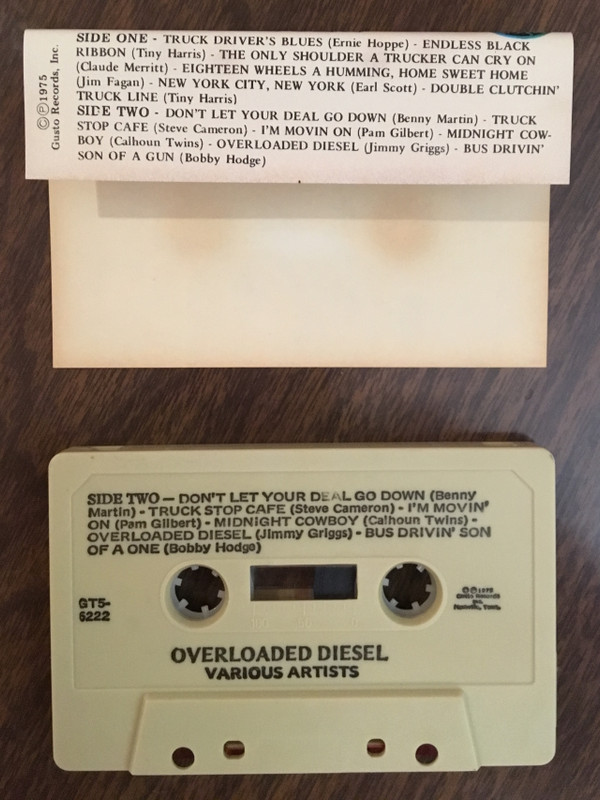 ©Ⓟ1975
Gusto Records, Inc.
SIDE ONE - TRUCK DRIVER'S BLUES (Ernie Hoppe) - ENDLESS BLACK
RIBBON (Tiny Harris) - THE ONLY SHOULDER A TRUCKER CAN CRY ON
(Claude Merritt) - EIGHTEEN WHEELS A HUMMING, HOME SWEET HOME
(Jim Fagan) - NEW YORK CITY, NEW YORK (Earl Scott) - DOUBLE CLUTCHIN'
TRUCK LINE (Tiny Harris)
SIDE TWO - DON'T LET YOUR DEAL GO DOWN (Benny Martin) - TRUCK
STOP CAFE (Steve Cameron) - I'M MOVIN ON (Pam Gilbert) - MIDNIGHT COW-
BOY (Calhoun Twins) - OVERLOADED DIESEL (Jimmy Griggs) - BUS DRIVIN'
SON OF A GUN (Bobby Hodge)
SIDE TWO — DON'T LET YOUR DEAL GO DOWN (Benny
Martin) - TRUCK STOP CAFE (Steve Cameron) - I'M MOVIN'
ON (Pam Gilbert) - MIDNIGHT COWBOY (Calhoun Twins) -
OVERLOADED DIESEL (Jimmy Griggs) - BUS DRIVIN' SON
OF A ONE (Bobby Hodge)
GT5-
6222
©Ⓟ1975
OVERLOADED DIESEL
VARIOUS ARTISTS